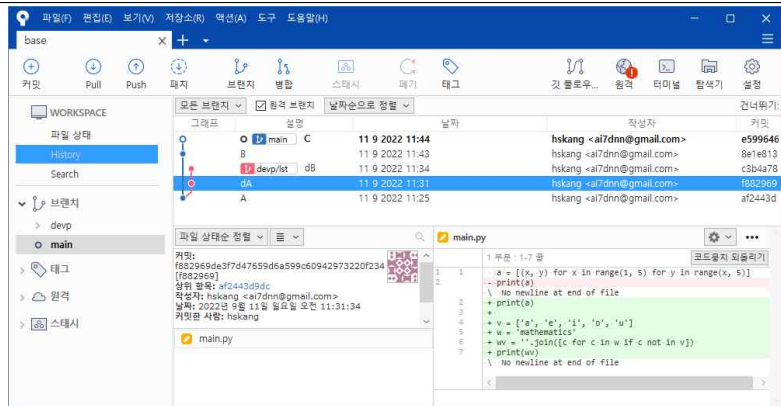 파일(F) 편집(E) 보기(V) 저장소(R) 액션(A) 도구 도움말(H)
base
커밋 Pull Push 패치 브랜치 병합 스태시 폐기 태그 깃 플로우... 원격 터미널 탐색기 설정
WORKSPACE
파일 상태
History
Search
브랜치
devp
main
태그
원격
스태시
모든 브랜치 원격 브랜치 날짜순으로 정렬 건너뛰기:
그래프 설명 날짜 작성자 커밋
main C 11 9 2022 11:44 hskang <ai7dnn@gmail.com> e599646
B 11 9 2022 11:43 hskang <ai7dnn@gmail.com> 8e1e813
devp/lst dB 11 9 2022 11:34 hskang <ai7dnn@gmail.com> c3b4a78
dA 11 9 2022 11:31 hskang <ai7dnn@gmail.com> f882969
A 11 9 2022 11:25 hskang <ai7dnn@gmail.com> af2443d
파일 상태순 정렬
커밋:
f882969de3f7d47659d6a599c60942973220f234
[f882969]
상위 항목: af2443d9dc
작성자: hskang <ai7dnn@gmail.com>
날짜: 2022년 9월 11일 일요일 오전 11:31:34
커밋한 사람: hskang
main.py
main.py
1 부분 : 1-7 줄 코드뭉치 되돌리기
1 1 a = [(x, y) for x in range(1, 5) for y in range(x, 5)]
2 - print(a)
\ No newline at end of file
2 + print(a)
3 +
4 + v = ['a', 'e', 'i', 'o', 'u']
5 + w = 'mathematics'
6 + wv = ''.join([c for c in w if c not in v])
7 + print(wv)
\ No newline at end of file